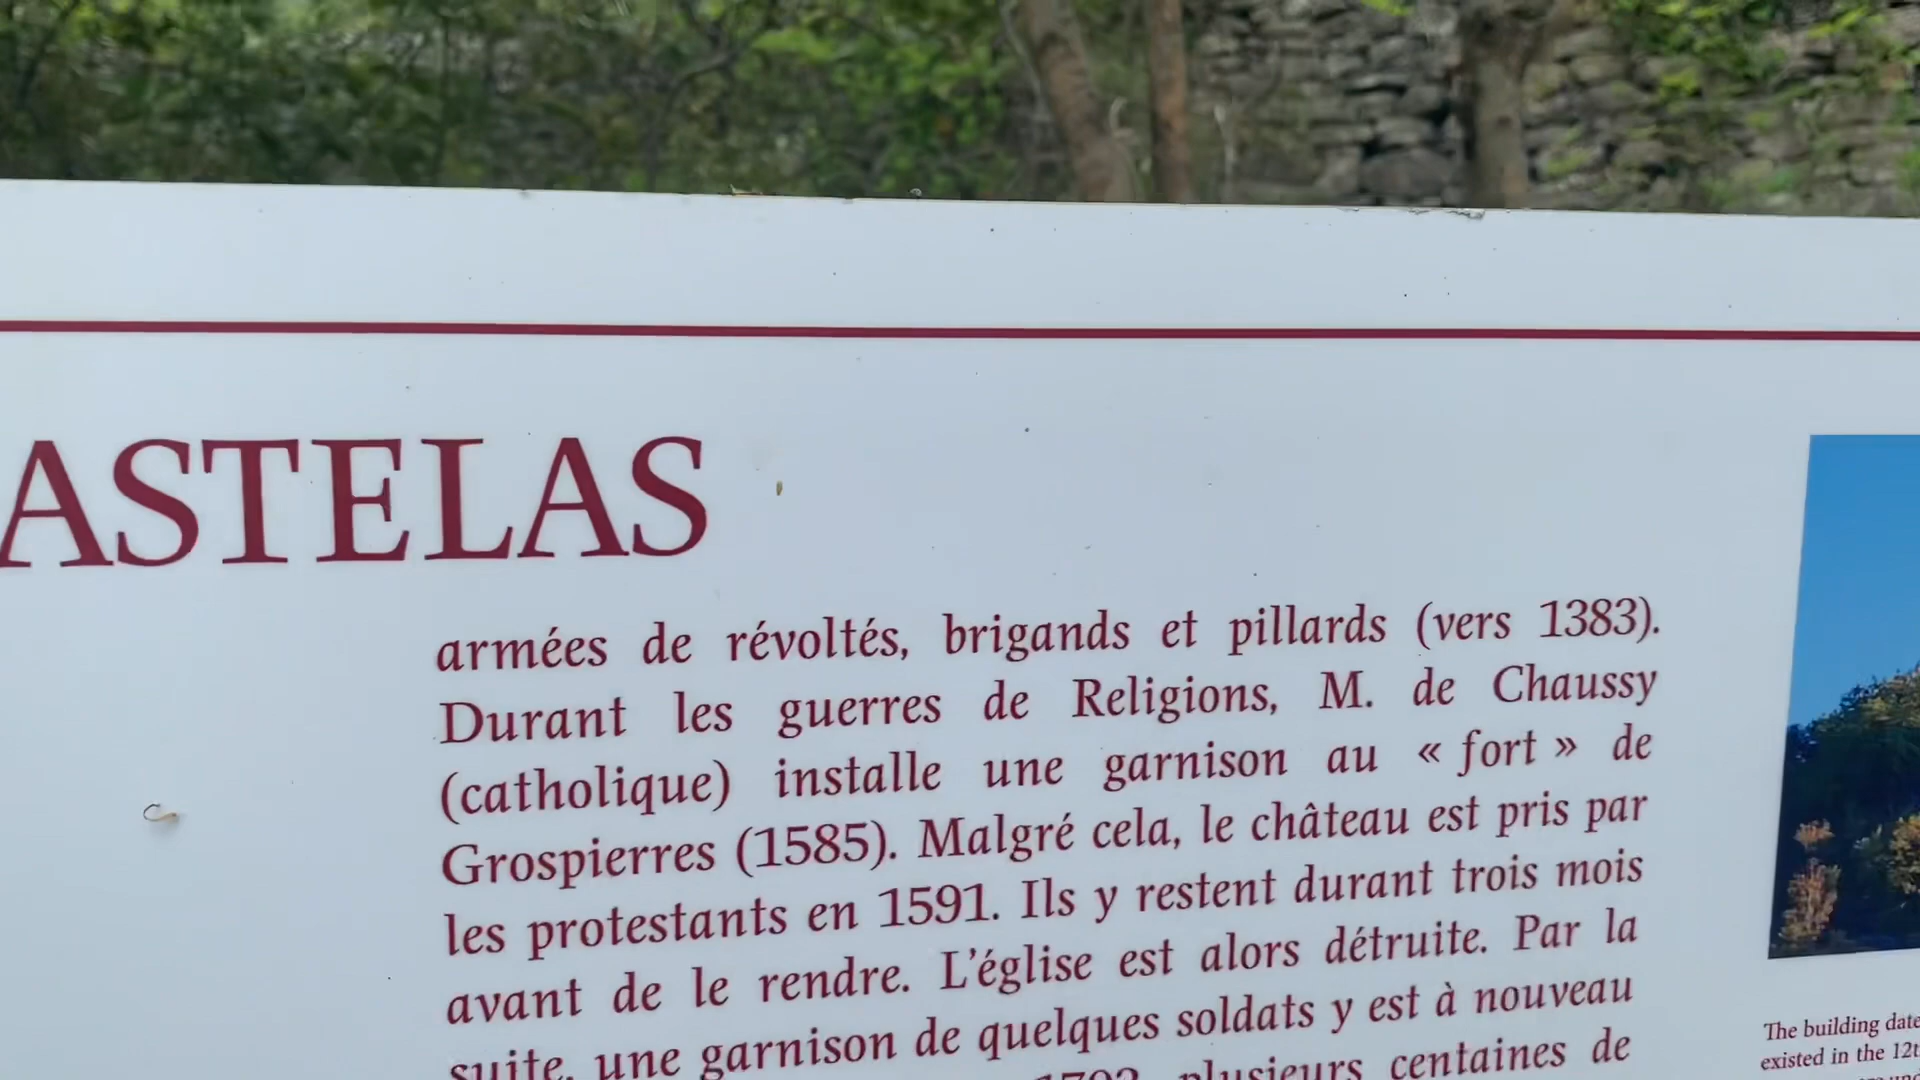 ASTELAS
armées de révoltés, brigands et pillards (vers 1383).
Durant les guerres de Religions, M. de Chaussy
(catholique) installe une garnison au « fort » de
Grospierres (1585). Malgré cela, le château est pris par
les protestants en 1591. Ils y restent durant trois mois
avant de le rendre. L'église est alors détruite. Par la
suite, une garnison de quelques soldats y est à nouveau
plusieurs centaines de
The building date
existed in the 12t